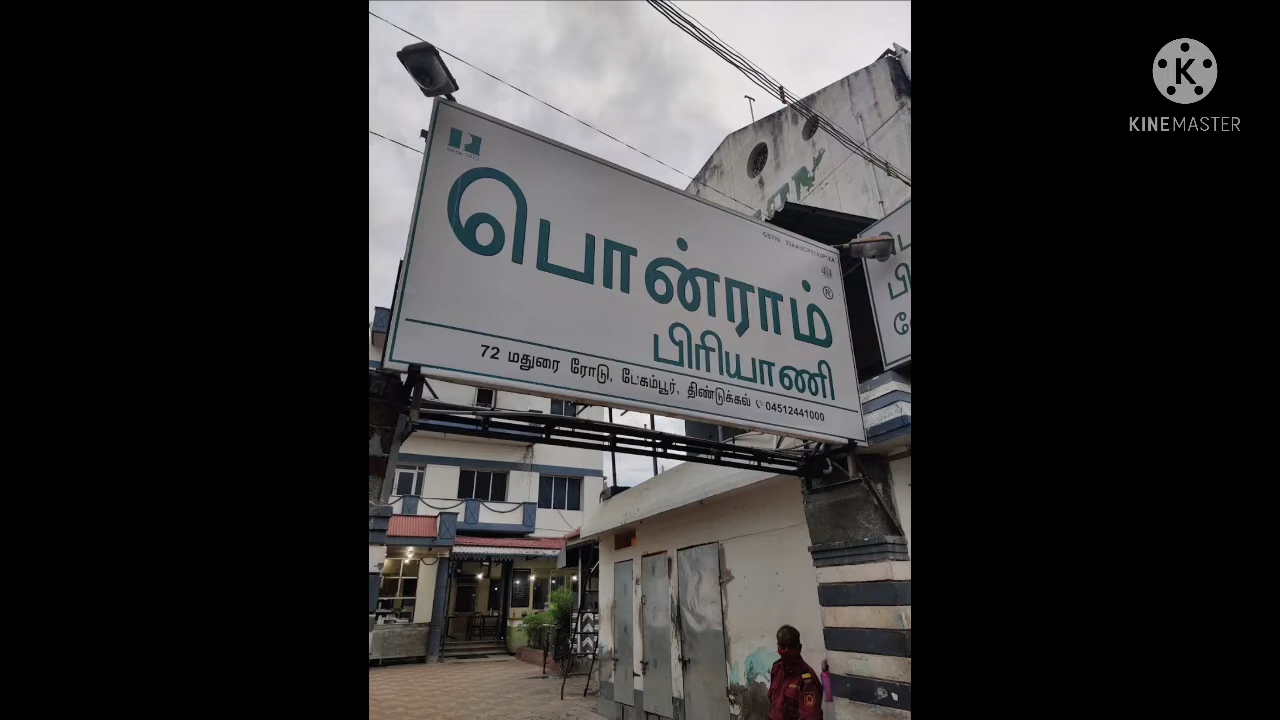 K
KINEMASTER
பொன்ராம்
®
பிரியாணி
72 மதுரை ரோடு, பேகம்பூர், திண்டுக்கல் 04512441000